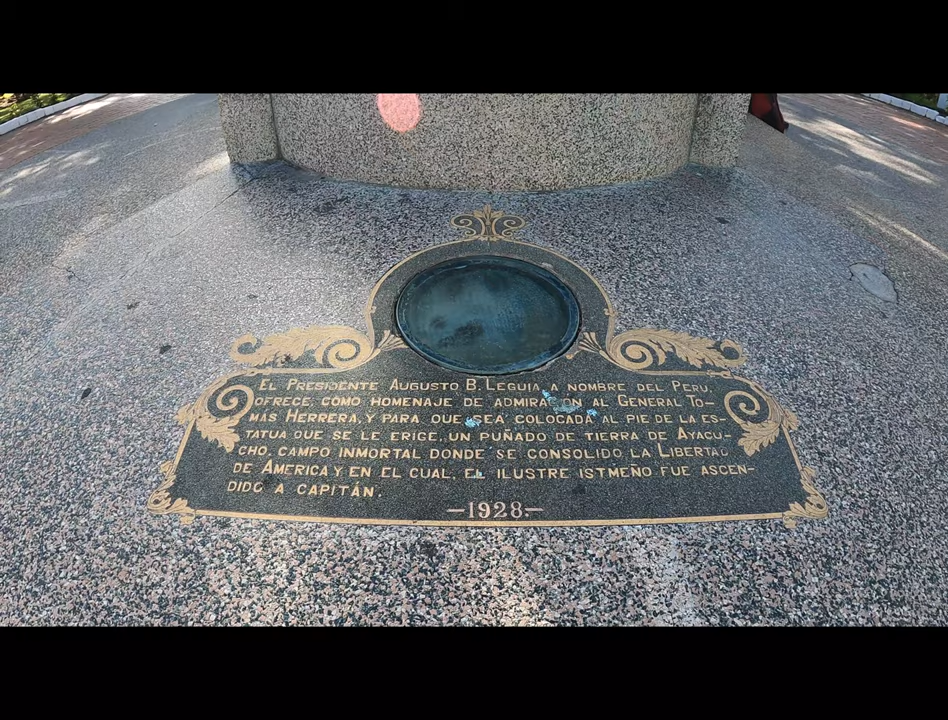 El Presidente Augusto B. Leguia a nombre del Peru,
ofrece, como homenaje de admiracion al General To-
mas Herrera, y para que sea colocada al pie de la es-
tatua que se le erige, un puñado de tierra de Ayacu-
cho, campo inmortal donde se consolido la Libertad
de America y en el cual, el ilustre istmeño fue ascen-
dido a capitán.
—1928—